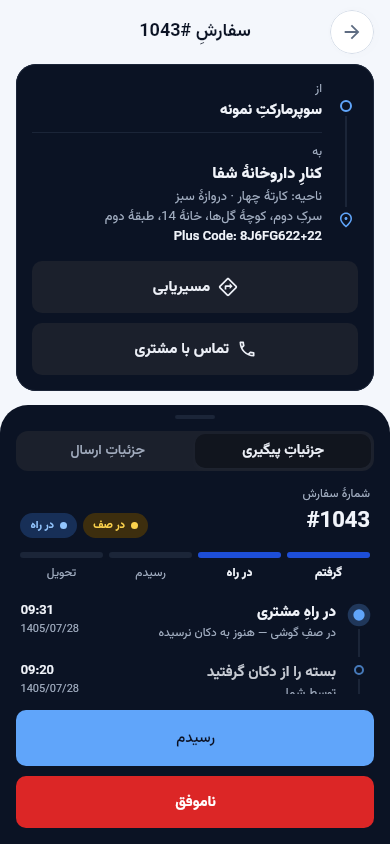 سفارشِ #1043
از
سوپرمارکتِ نمونه
به
کنارِ داروخانهٔ شفا
ناحیه: کارتهٔ چهار · دروازهٔ سبز
سرکِ دوم، کوچهٔ گل‌ها، خانهٔ 14، طبقهٔ دوم
Plus Code: 8J6FG622+22
مسیریابی
تماس با مشتری
جزئیاتِ پیگیری
جزئیاتِ ارسال
شمارهٔ سفارش
#1043
در صف
در راه
گرفتم
در راه
رسیدم
تحویل
در راهِ مشتری
09:31
در صفِ گوشی — هنوز به دکان نرسیده
1405/07/28
بسته را از دکان گرفتید
09:20
توسط شما
1405/07/28
رسیدم
ناموفق